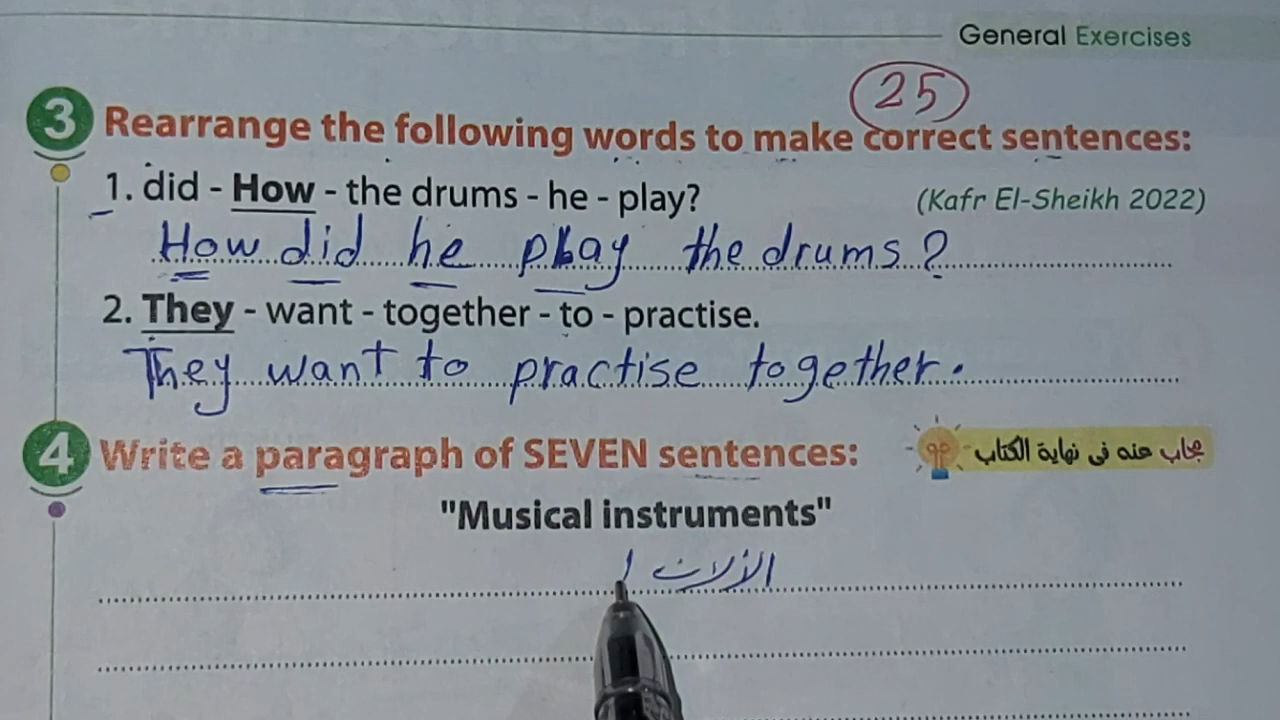 General Exercises
25
3 Rearrange the following words to make correct sentences:
1. did - How - the drums - he - play? (Kafr El-Sheikh 2022)
How did he play the drums?
2. They - want - together - to - practise.
They want to practise together.
4 Write a paragraph of SEVEN sentences: مجاب عنه فى نهاية الكتاب
"Musical instruments"
الألات ا